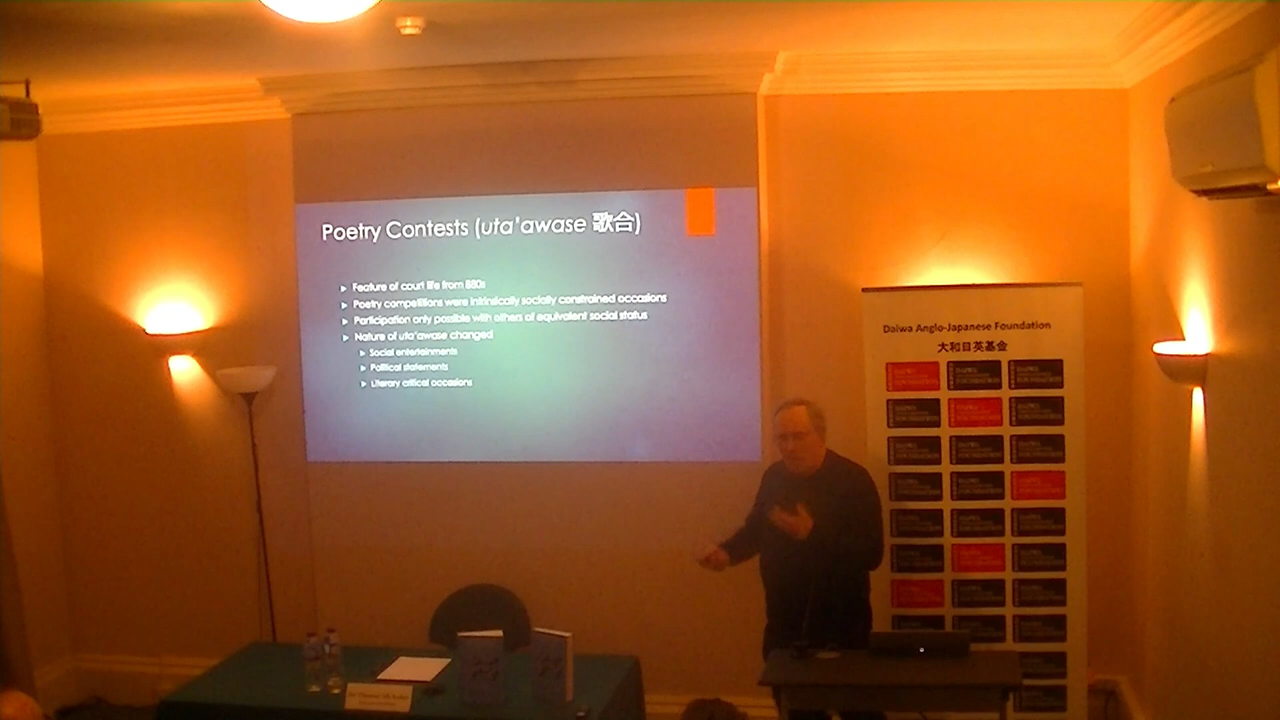 Poetry Contests (uta'awase 歌合)
Feature of court life from 880s
Poetry competitions were intrinsically socially constrained occasions
Participation only possible with others of equivalent social status
Nature of uta'awase changed
Social entertainments
Political statements
Literary critical occasions
Daiwa Anglo-Japanese Foundation
大和日英基金